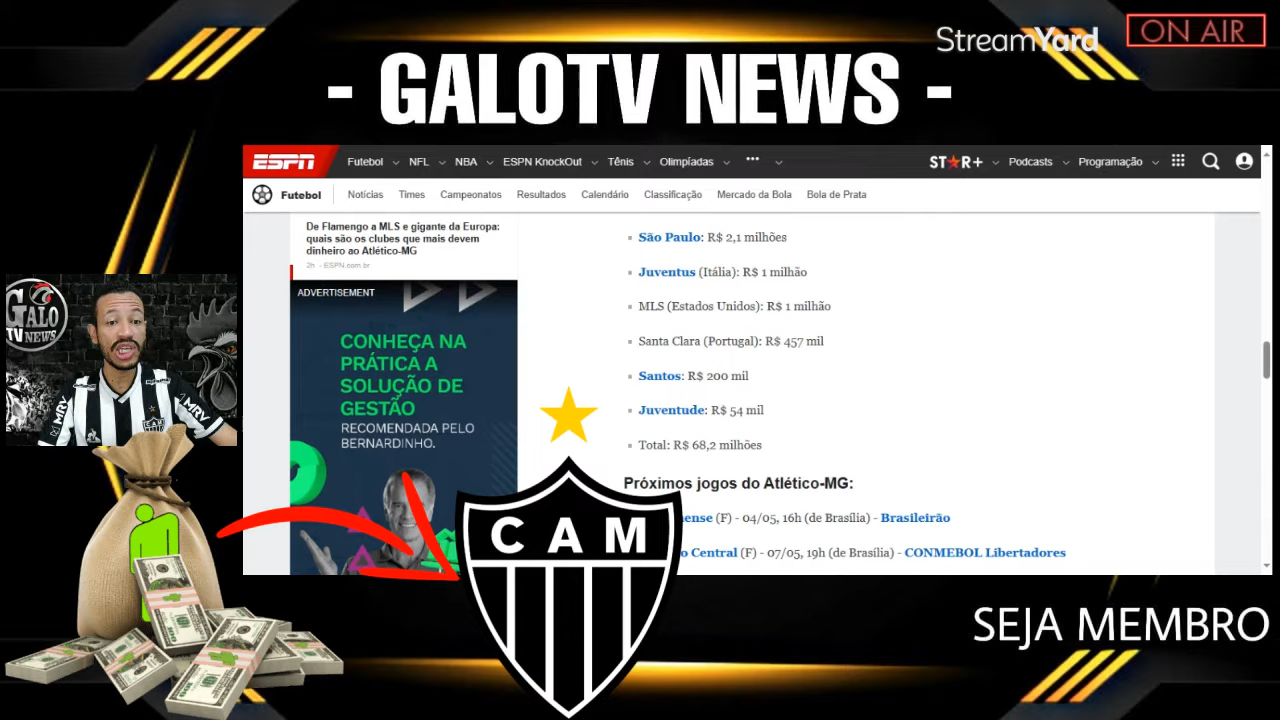 StreamYard
ON AIR
- GALOTV NEWS -
ESPN
Futebol NFL NBA ESPN KnockOut Tênis Olimpíadas ••• ST★R+ Podcasts Programação
Futebol Notícias Times Campeonatos Resultados Calendário Classificação Mercado da Bola Bola de Prata
De Flamengo a MLS e gigante da Europa:
quais são os clubes que mais devem
dinheiro ao Atlético-MG
2h - ESPN.com.br
ADVERTISEMENT
CONHEÇA NA
PRÁTICA A
SOLUÇÃO DE
GESTÃO
RECOMENDADA PELO
BERNARDINHO.
São Paulo: R$ 2,1 milhões
Juventus (Itália): R$ 1 milhão
MLS (Estados Unidos): R$ 1 milhão
Santa Clara (Portugal): R$ 457 mil
Santos: R$ 200 mil
Juventude: R$ 54 mil
Total: R$ 68,2 milhões
Próximos jogos do Atlético-MG:
(F) - 04/05, 16h (de Brasília) - Brasileirão
Central (F) - 07/05, 19h (de Brasília) - CONMEBOL Libertadores
GALO
TV
NEWS
MRV
CAM
MRV
CAM
SEJA MEMBRO